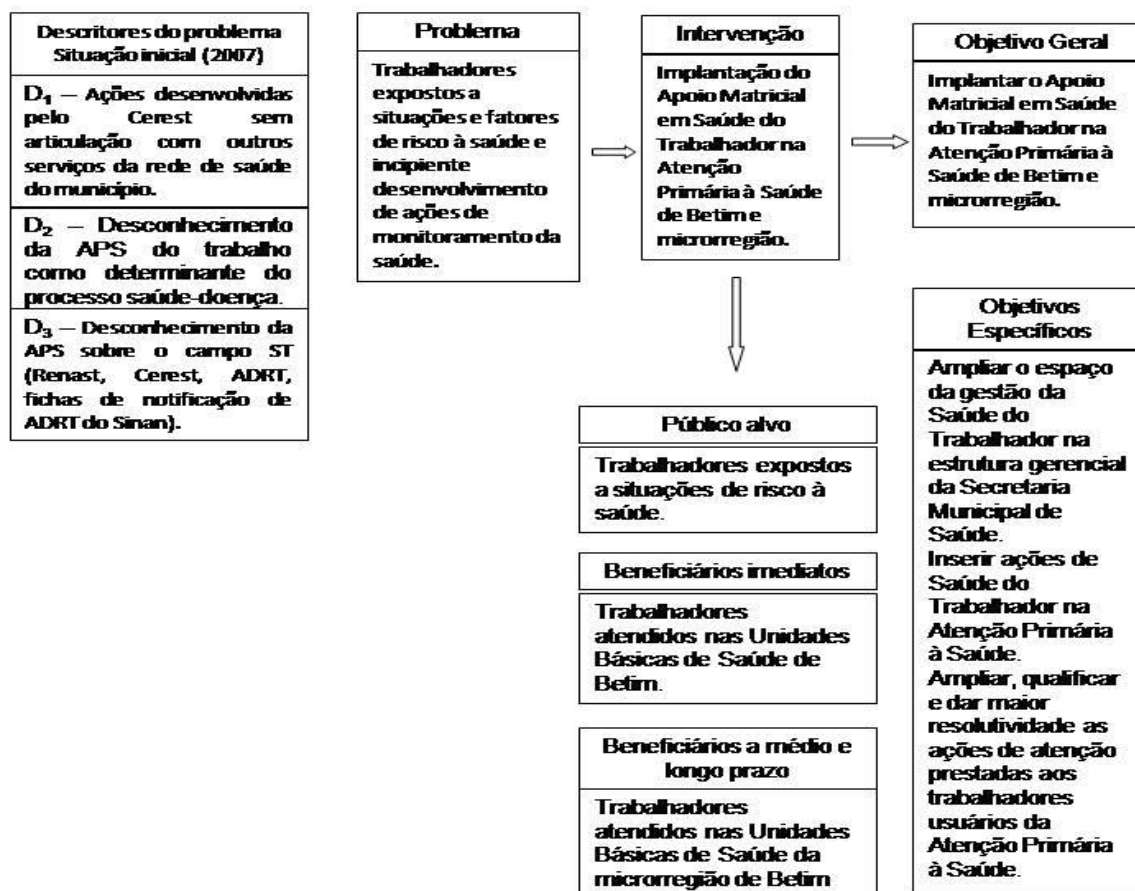 Descritores do problema
Situação inicial (2007)
D₁ – Ações desenvolvidas
pelo Cerest sem
articulação com outros
serviços da rede de saúde
do município.
D₂ – Desconhecimento
da APS do trabalho
como determinante do
processo saúde-doença.
D₃ – Desconhecimento da
APS sobre o campo ST
(Renast, Cerest, ADRT,
fichas de notificação de
ADRT do Sinan).
Problema
Trabalhadores
expostos a
situações e fatores
de risco à saúde e
incipiente
desenvolvimento
de ações de
monitoramento da
saúde.
Intervenção
Implantação do
Apoio Matricial
em Saúde do
Trabalhador na
Atenção
Primária à Saúde
de Betim e
microrregião.
Objetivo Geral
Implantar o Apoio
Matricial em Saúde
do Trabalhador na
Atenção Primária à
Saúde de Betim e
microrregião.
Público alvo
Trabalhadores expostos
a situações de risco à
saúde.
Beneficiários imediatos
Trabalhadores
atendidos nas Unidades
Básicas de Saúde de
Betim.
Beneficiários a médio e
longo prazo
Trabalhadores
atendidos nas Unidades
Básicas de Saúde da
microrregião de Betim
Objetivos
Específicos
Ampliar o espaço
da gestão da
Saúde do
Trabalhador na
estrutura gerencial
da Secretaria
Municipal de
Saúde.
Inserir ações de
Saúde do
Trabalhador na
Atenção Primária
à Saúde.
Ampliar, qualificar
e dar maior
resolutividade as
ações de atenção
prestadas aos
trabalhadores
usuários da
Atenção Primária
à Saúde.